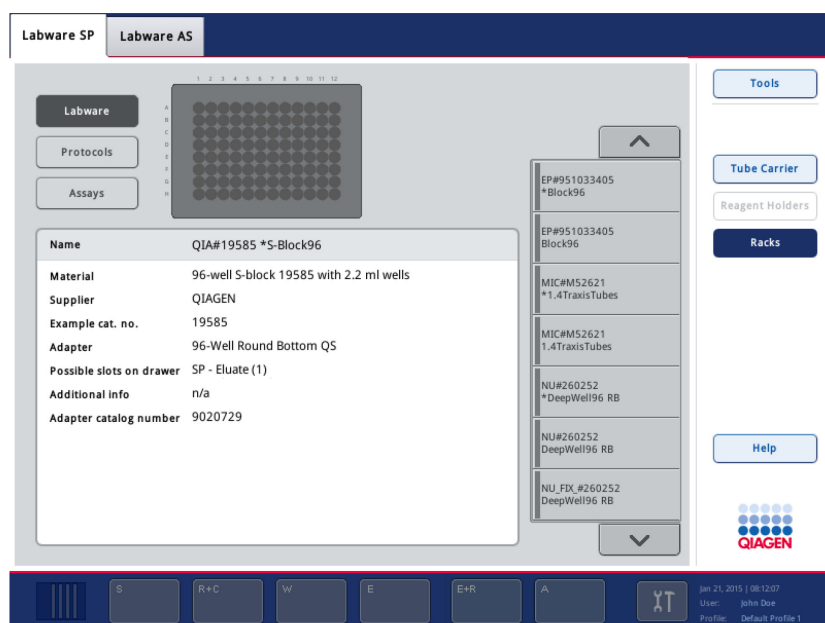 Labware SP
Labware AS
Labware
Protocols
Assays
1 2 3 4 5 6 7 8 9 10 11 12
A
B
C
D
E
F
G
H
Name QIA#19585 *S-Block96
Material 96-well S-block 19585 with 2.2 ml wells
Supplier QIAGEN
Example cat. no. 19585
Adapter 96-Well Round Bottom QS
Possible slots on drawer SP - Eluate (1)
Additional info n/a
Adapter catalog number 9020729
EP#951033405
*Block96
EP#951033405
Block96
MIC#M52621
*1.4TraxisTubes
MIC#M52621
1.4TraxisTubes
NU#260252
*DeepWell96 RB
NU#260252
DeepWell96 RB
NU_FIX_#260252
DeepWell96 RB
Tools
Tube Carrier
Reagent Holders
Racks
Help
QIAGEN
S
R+C
W
E
E+R
A
Jan 21, 2015 | 08:12:07
User: John Doe
Profile: Default Profile 1